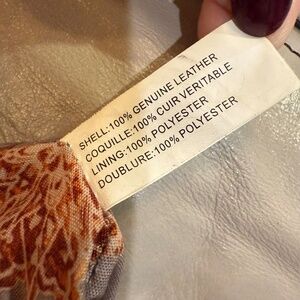 SHELL:100% GENUINE LEATHER
COQUILLE:100% CUIR VERITABLE
LINING:100% POLYESTER
DOUBLURE:100% POLYESTER